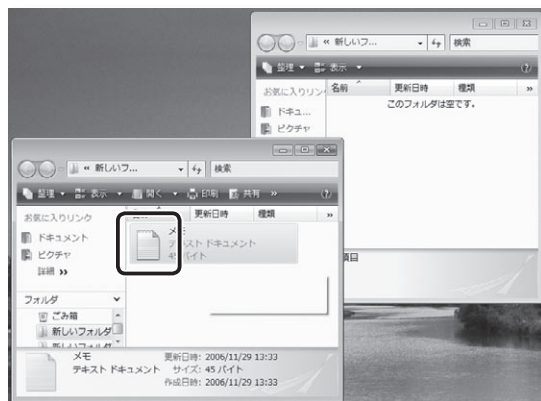 « 新しいフ...
検索
整理 表示
お気に入りリン
ドキュ...
ピクチャ
名前 更新日時 種類 »
このフォルダは空です。
項目
« 新しいフ...
検索
整理 表示 開く 印刷 共有 »
お気に入りリンク
ドキュメント
ピクチャ
詳細 »
フォルダ
ごみ箱
新しいフォルダ
更新日時 種類 »
メモ
テキスト ドキュメント
45 バイト
メモ 更新日時: 2006/11/29 13:33
テキスト ドキュメント サイズ: 45 バイト
作成日時: 2006/11/29 13:33